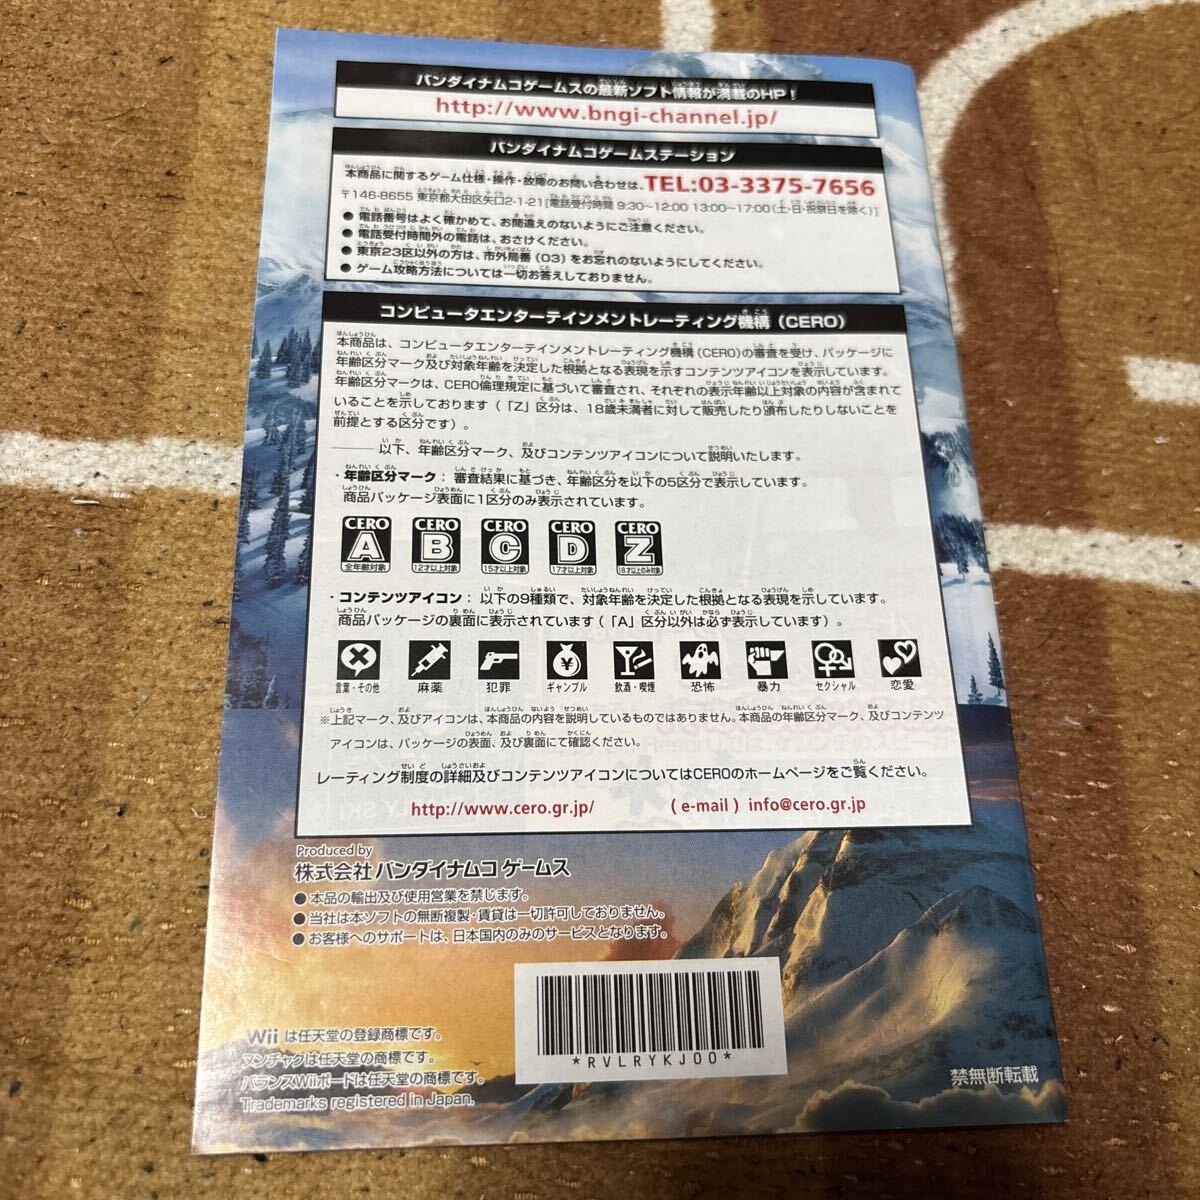 バンダイナムコゲームスの最新ソフト情報が満載のHP！
http://www.bngi-channel.jp/
バンダイナムコゲームステーション
本商品に関するゲーム仕様・操作・故障のお問い合わせは、TEL:03-3375-7656
〒146-8655 東京都大田区矢口2-1-21[電話受付時間 9:30~12:00 13:00~17:00(土・日・祝祭日を除く)]
● 電話番号はよく確かめて、お間違えのないようにご注意ください。
● 電話受付時間外の電話は、おさけください。
● 東京23区以外の方は、市外局番（03）をお忘れのないようにしてください。
● ゲーム攻略方法については一切お答えしておりません。
コンピュータエンターテインメントレーティング機構（CERO）
本商品は、コンピュータエンターテインメントレーティング機構(CERO)の審査を受け、パッケージに
年齢区分マーク及び対象年齢を決定した根拠となる表現を示すコンテンツアイコンを表示しています。
年齢区分マークは、CERO倫理規定に基づいて審査され、それぞれの表示年齢以上対象の内容が含まれて
いることを示しております（「Z」区分は、18歳未満者に対して販売したり頒布したりしないことを
前提とする区分です）。
以下、年齢区分マーク、及びコンテンツアイコンについて説明いたします。
・年齢区分マーク：審査結果に基づき、年齢区分を以下の5区分で表示しています。
商品パッケージ表面に1区分のみ表示されています。
CERO A 全年齢対象 CERO B 12才以上対象 CERO C 15才以上対象 CERO D 17才以上対象 CERO Z 18才以上のみ対象
・コンテンツアイコン：以下の9種類で、対象年齢を決定した根拠となる表現を示しています。
商品パッケージの裏面に表示されています（「A」区分以外は必ず表示しています）。
言葉・その他 麻薬 犯罪 ギャンブル 飲酒・喫煙 恐怖 暴力 セクシャル 恋愛
※上記マーク、及びアイコンは、本商品の内容を説明しているものではありません。本商品の年齢区分マーク、及びコンテンツ
アイコンは、パッケージの表面、及び裏面にて確認ください。
レーティング制度の詳細及びコンテンツアイコンについてはCEROのホームページをご覧ください。
http://www.cero.gr.jp/ （e-mail）info@cero.gr.jp
Produced by
株式会社 バンダイナムコ ゲームス
● 本品の輸出及び使用営業を禁じます。
● 当社は本ソフトの無断複製・賃貸は一切許可しておりません。
● お客様へのサポートは、日本国内のみのサービスとなります。
*RVLRYKJ00*
Wii は任天堂の登録商標です。
ヌンチャクは任天堂の商標です。
バランスWiiボードは任天堂の商標です。
Trademarks registered in Japan.
禁無断転載